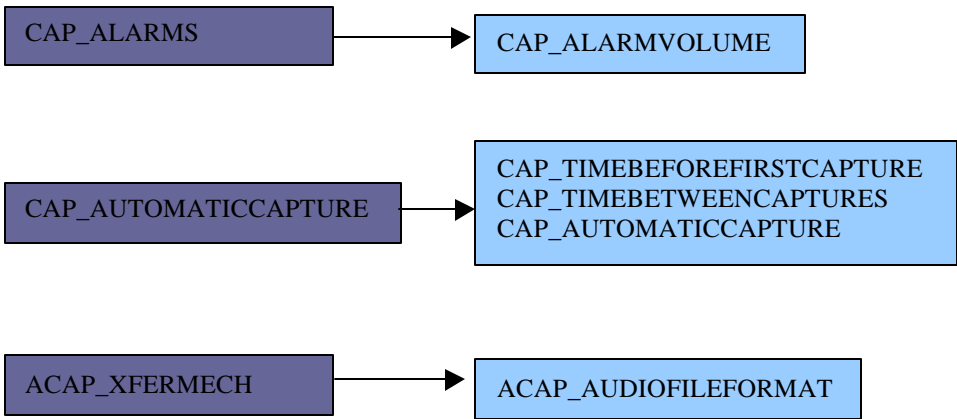 CAP_ALARMS
CAP_ALARMVOLUME
CAP_AUTOMATICCAPTURE
CAP_TIMEBEFOREFIRSTCAPTURE
CAP_TIMEBETWEENCAPTURES
CAP_AUTOMATICCAPTURE
ACAP_XFERMECH
ACAP_AUDIOFILEFORMAT